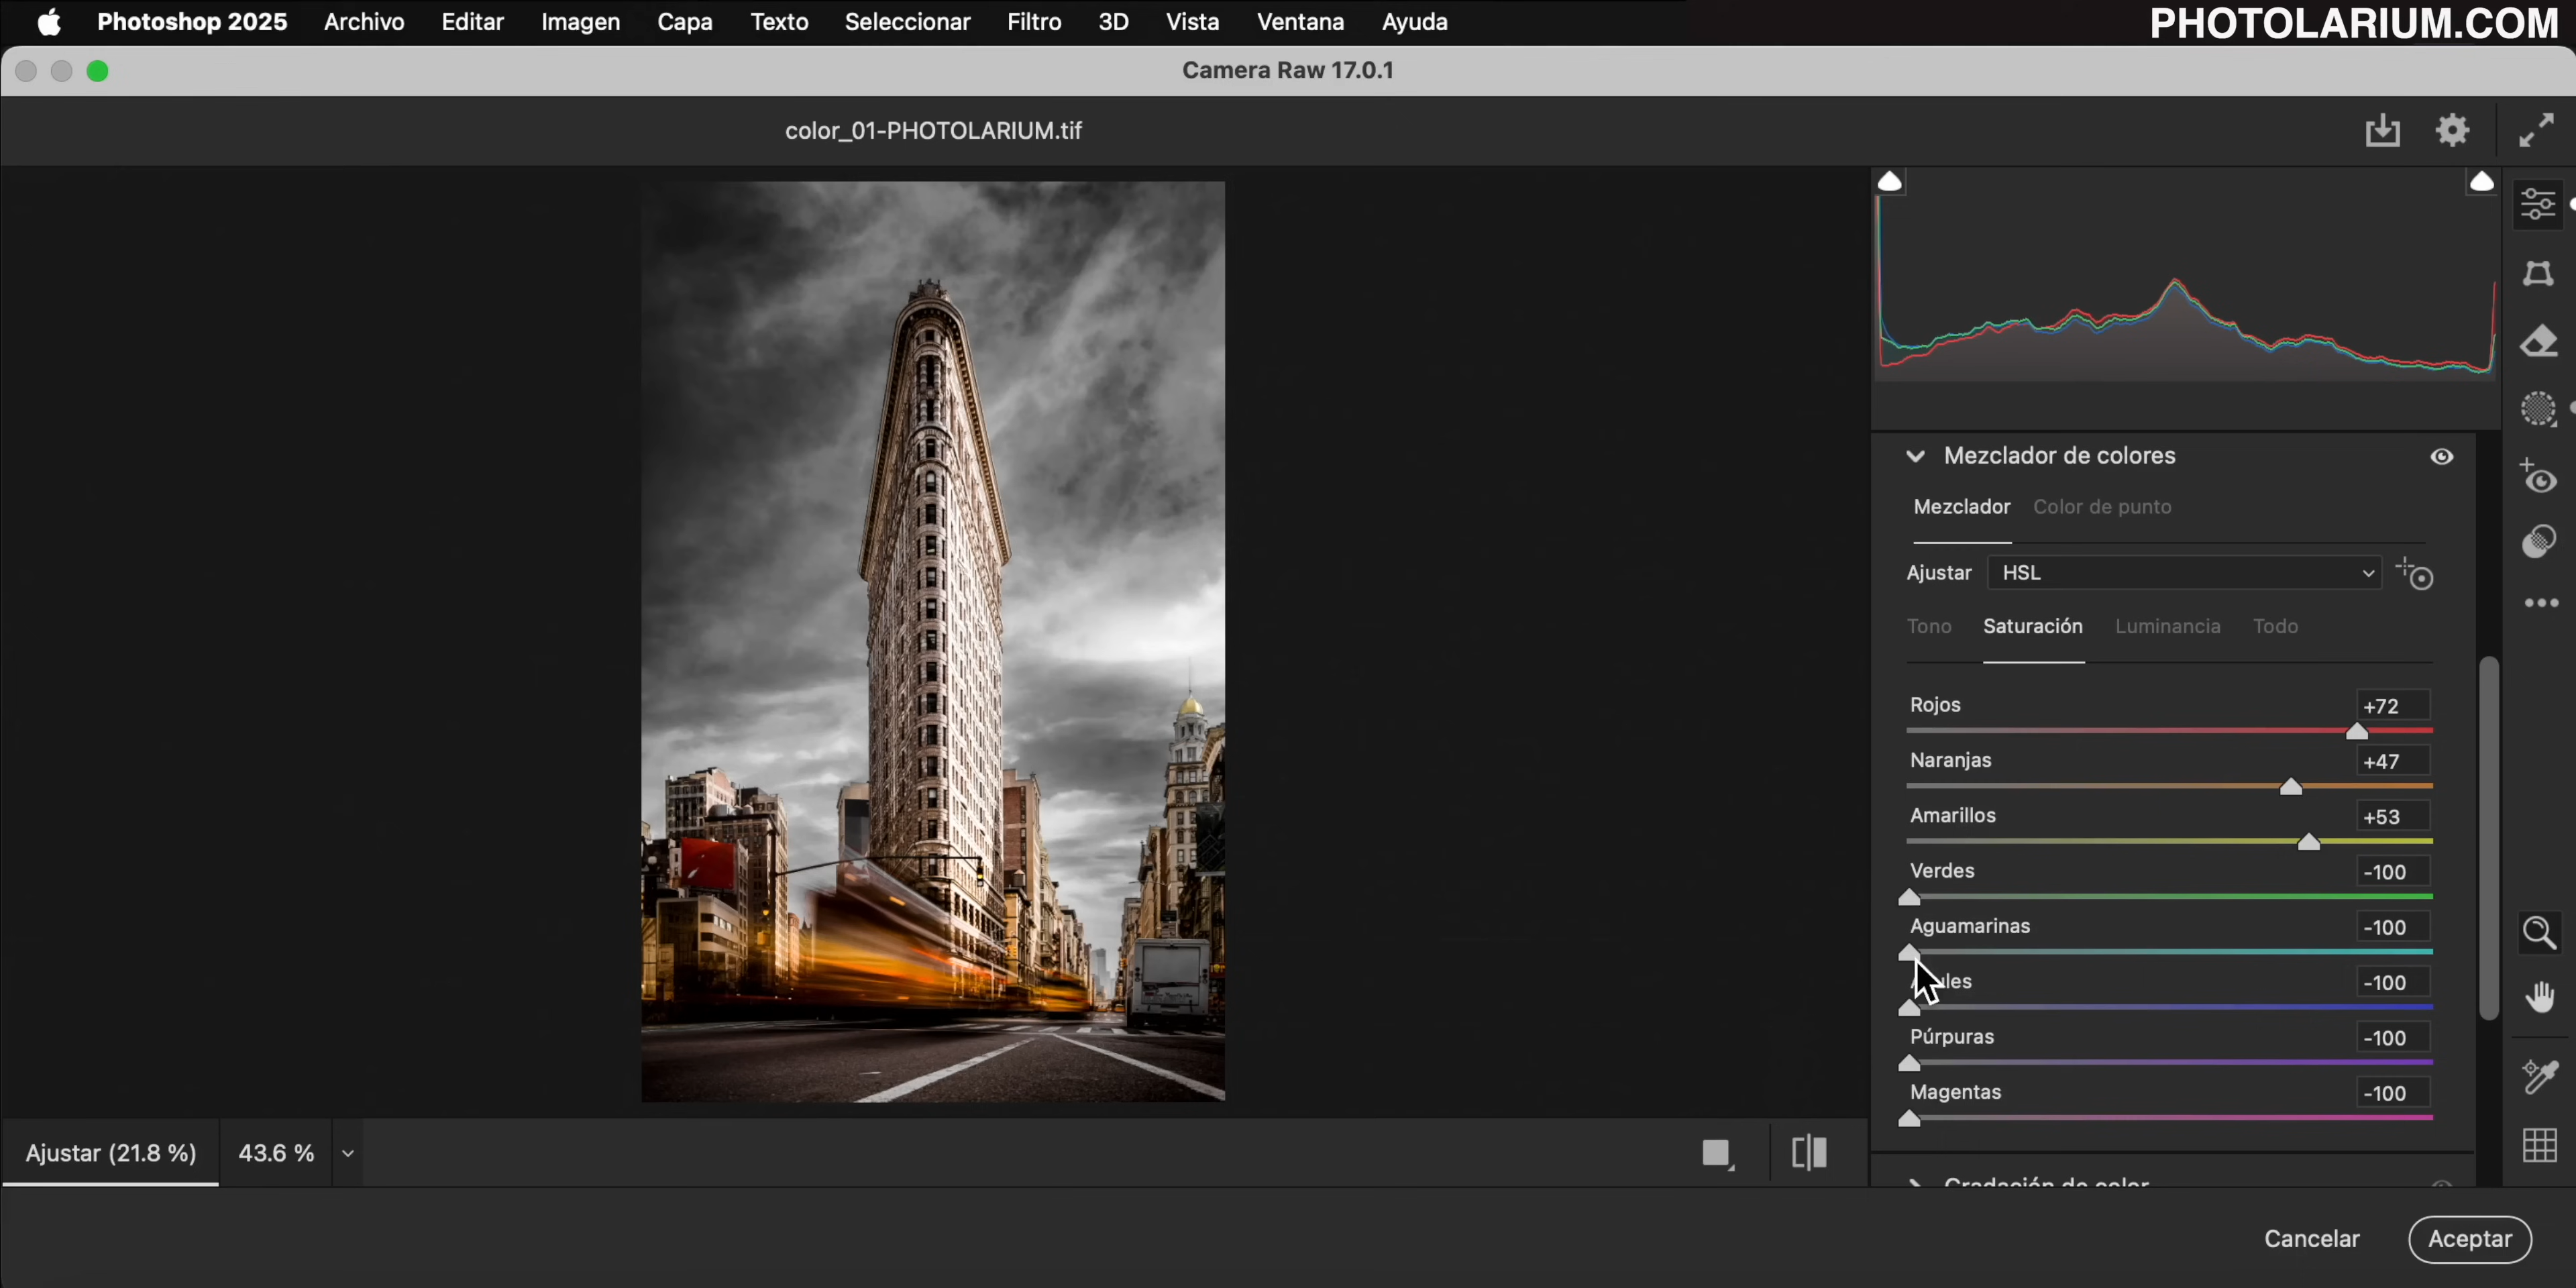 Photoshop 2025 Archivo Editar Imagen Capa Texto Seleccionar Filtro 3D Vista Ventana Ayuda
PHOTOLARIUM.COM
Camera Raw 17.0.1
color_01-PHOTOLARIUM.tif
Mezclador de colores
Mezclador Color de punto
Ajustar HSL
Tono Saturación Luminancia Todo
Rojos +72
Naranjas +47
Amarillos +53
Verdes -100
Aguamarinas -100
-100
Púrpuras -100
Magentas -100
Gradación de color
Ajustar (21.8 %) 43.6 %
Cancelar Aceptar